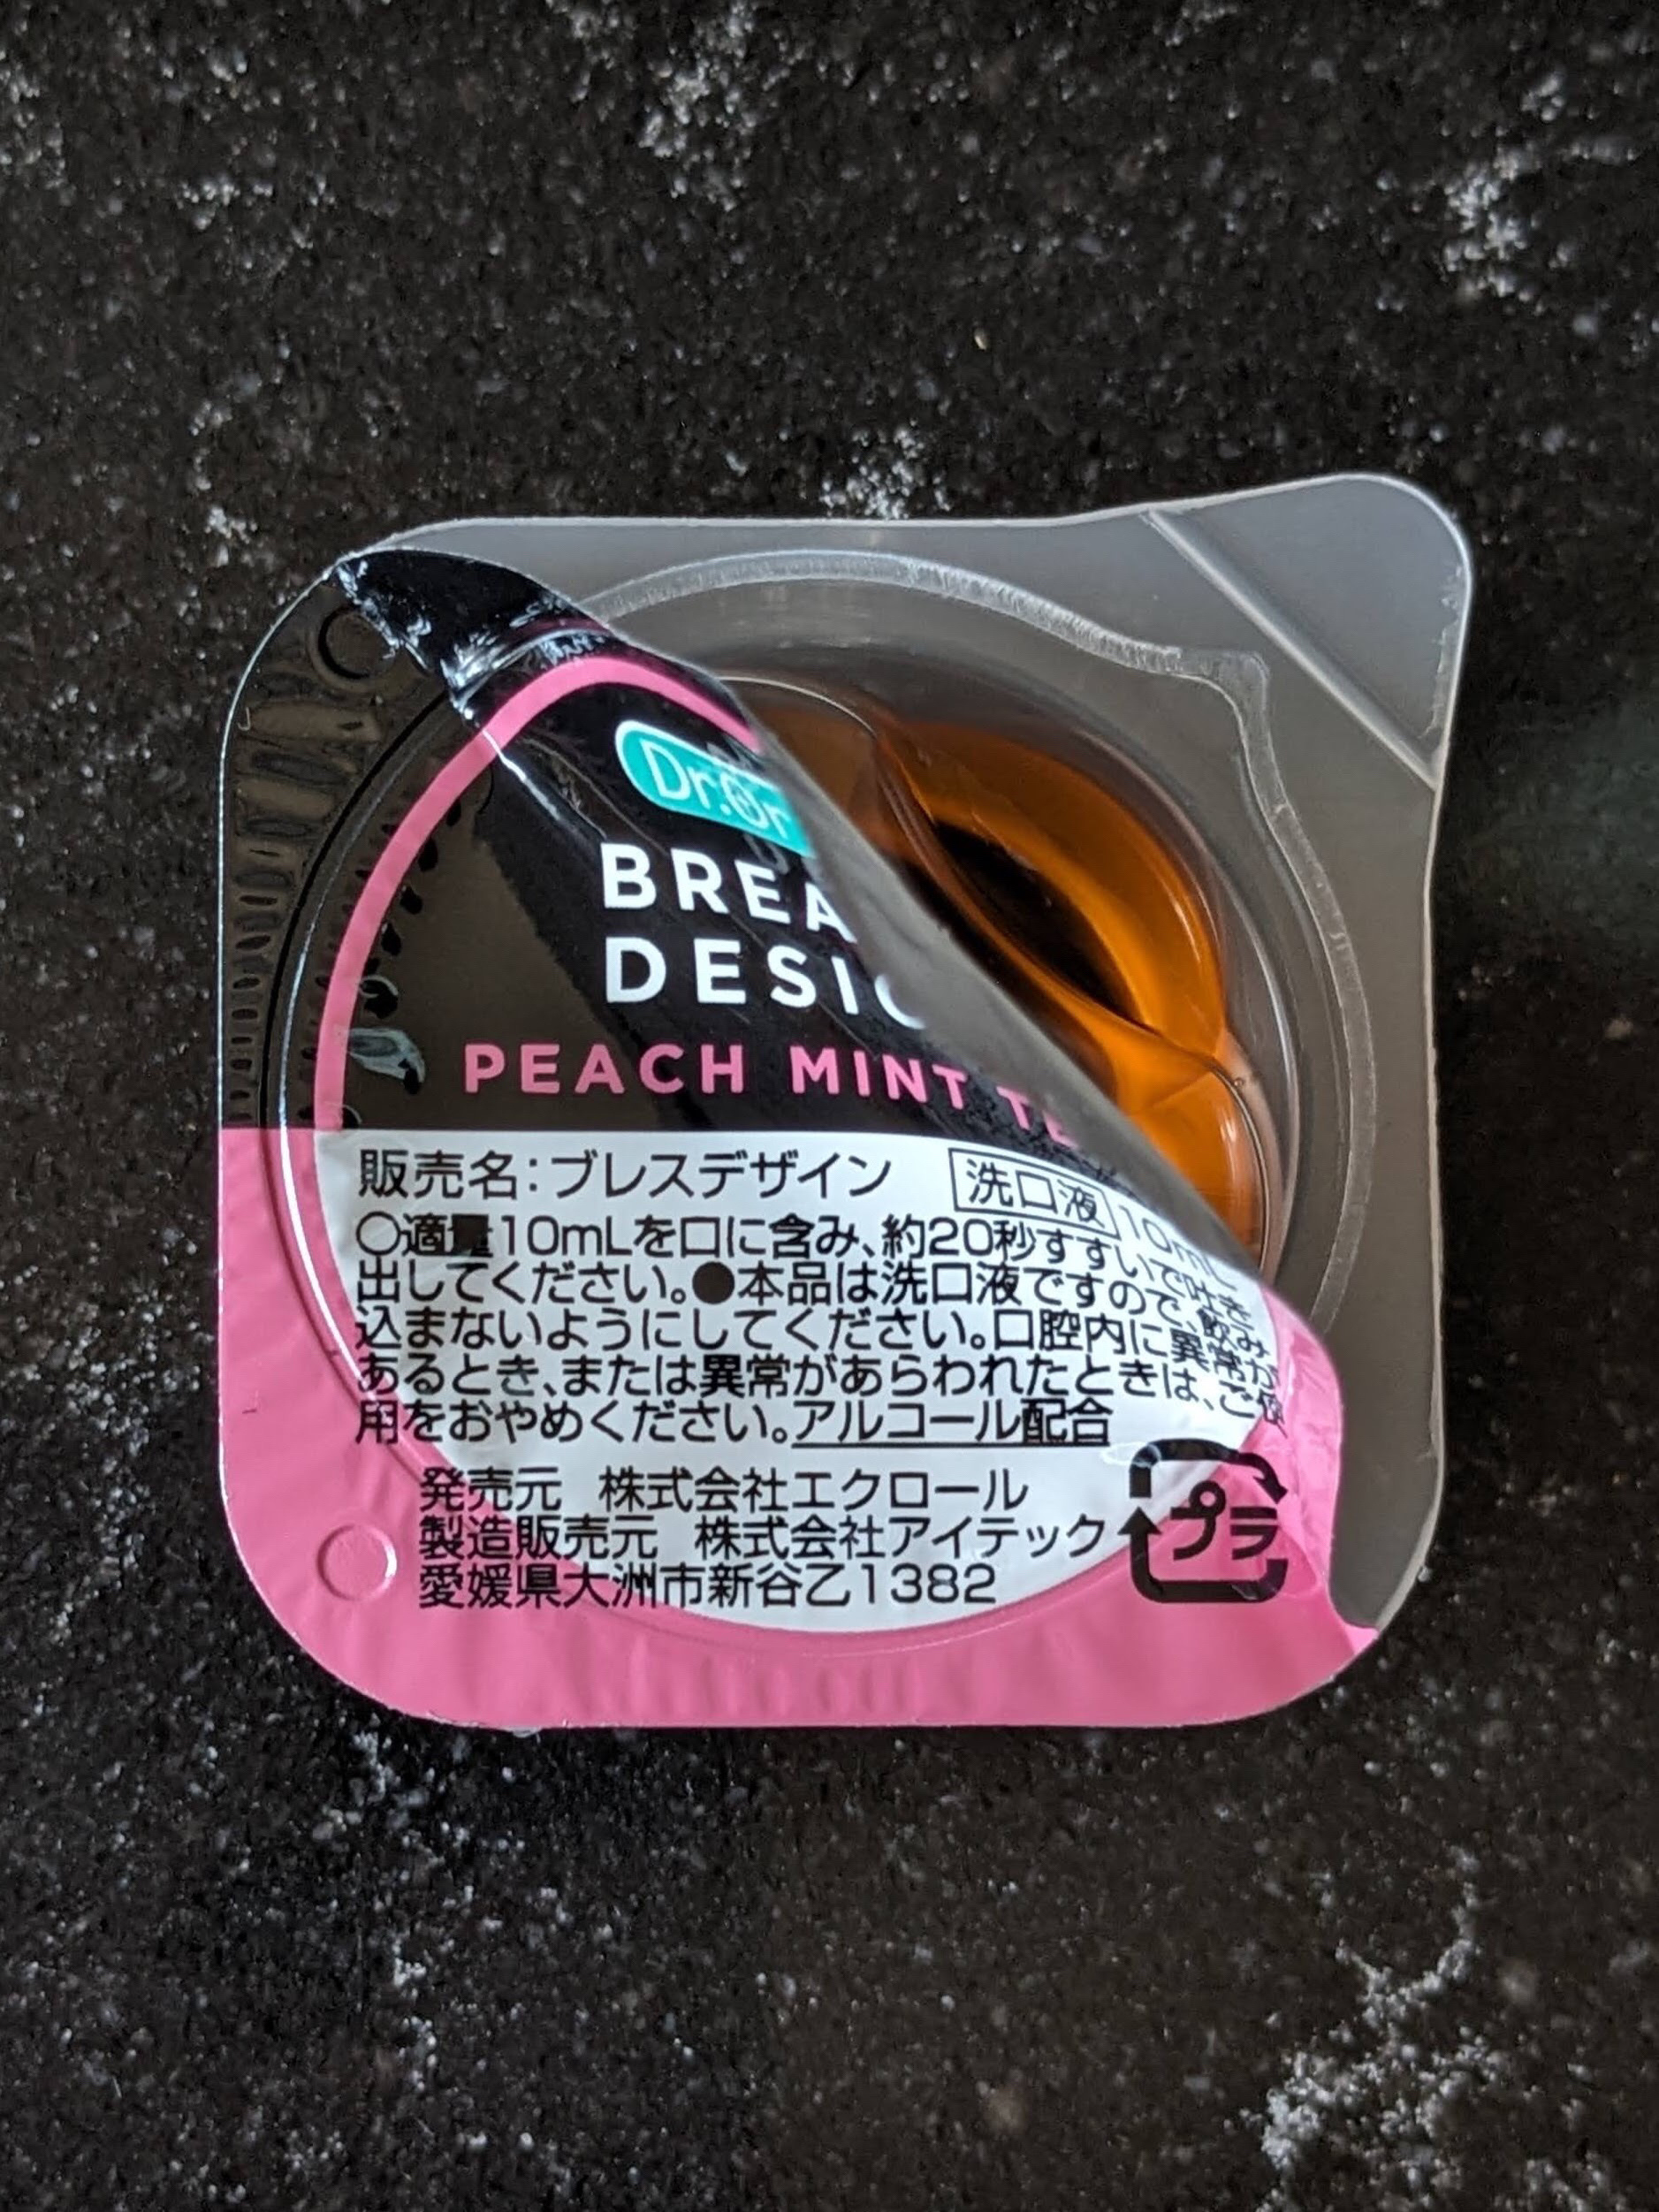 Dr.Or
BREA
DESIG
PEACH MINT TE
販売名：ブレスデザイン 洗口液 10mL
○適量10mLを口に含み、約20秒すすいで吐き
出してください。●本品は洗口液ですので、飲み
込まないようにしてください。口腔内に異常が
あるとき、または異常があらわれたときは、ご使
用をおやめください。アルコール配合
発売元 株式会社エクロール
製造販売元 株式会社アイテック
愛媛県大洲市新谷乙1382
プラ